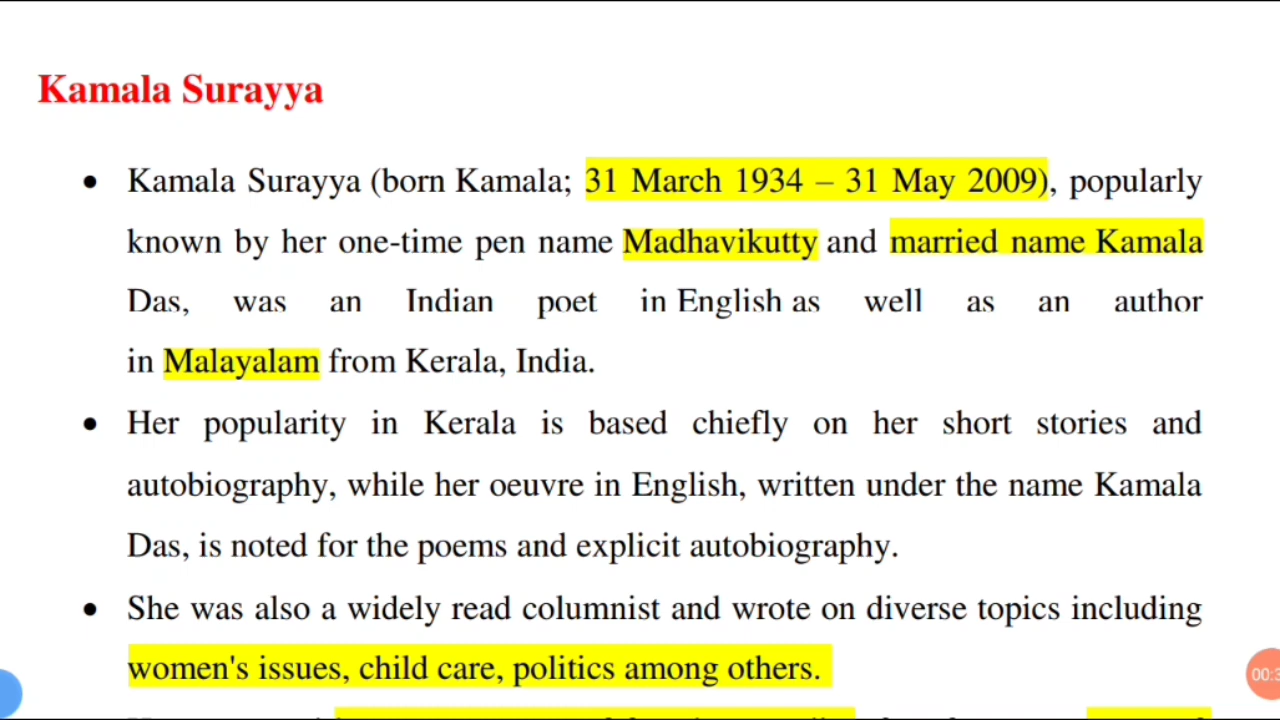 Kamala Surayya
• Kamala Surayya (born Kamala; 31 March 1934 – 31 May 2009), popularly
known by her one-time pen name Madhavikutty and married name Kamala
Das, was an Indian poet in English as well as an author
in Malayalam from Kerala, India.
• Her popularity in Kerala is based chiefly on her short stories and
autobiography, while her oeuvre in English, written under the name Kamala
Das, is noted for the poems and explicit autobiography.
• She was also a widely read columnist and wrote on diverse topics including
women's issues, child care, politics among others.